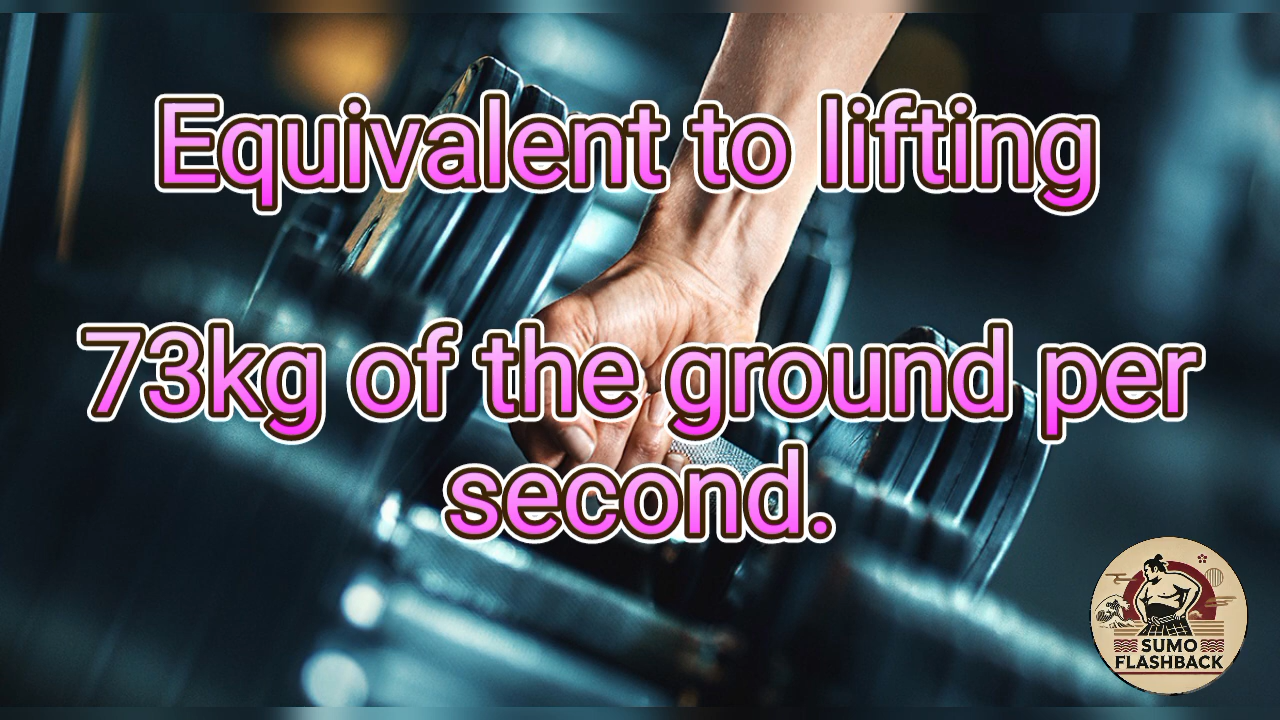 Equivalent to lifting
73kg of the ground per
second.
SUMO
FLASHBACK